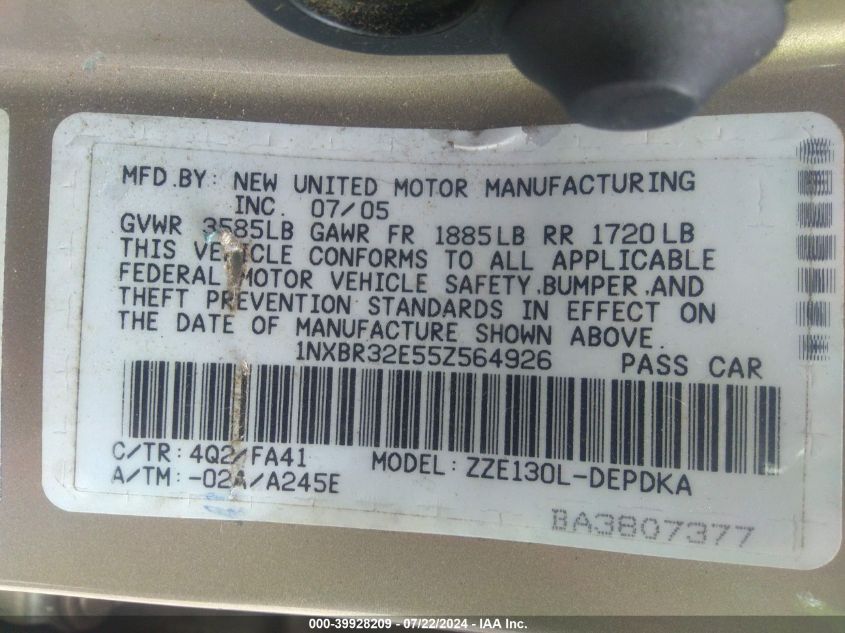 MFD.BY: NEW UNITED MOTOR MANUFACTURING
INC. 07/05
GVWR 3585LB GAWR FR 1885LB RR 1720LB
THIS VEHICLE CONFORMS TO ALL APPLICABLE
FEDERAL MOTOR VEHICLE SAFETY,BUMPER,AND
THEFT PREVENTION STANDARDS IN EFFECT ON
THE DATE OF MANUFACTURE SHOWN ABOVE.
1NXBR32E55Z564926 PASS CAR
C/TR: 4Q2/FA41 MODEL: ZZE130L-DEPDKA
A/TM: -02A/A245E
BA3807377
000-39928209 - 07/22/2024 - IAA Inc.